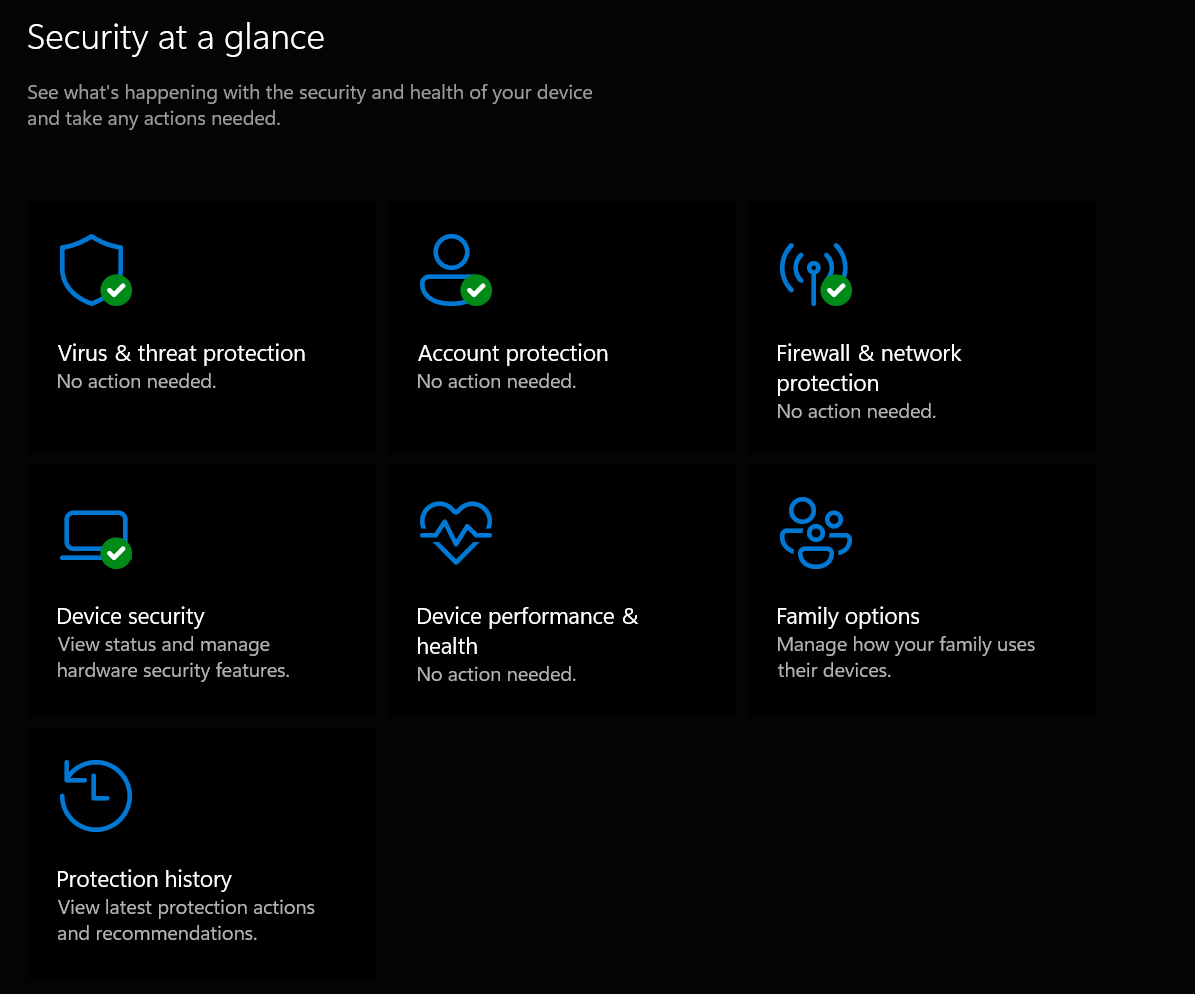 Security at a glance
See what's happening with the security and health of your device
and take any actions needed.
Virus & threat protection
No action needed.
Account protection
No action needed.
Firewall & network
protection
No action needed.
Device security
View status and manage
hardware security features.
Device performance &
health
No action needed.
Family options
Manage how your family uses
their devices.
Protection history
View latest protection actions
and recommendations.